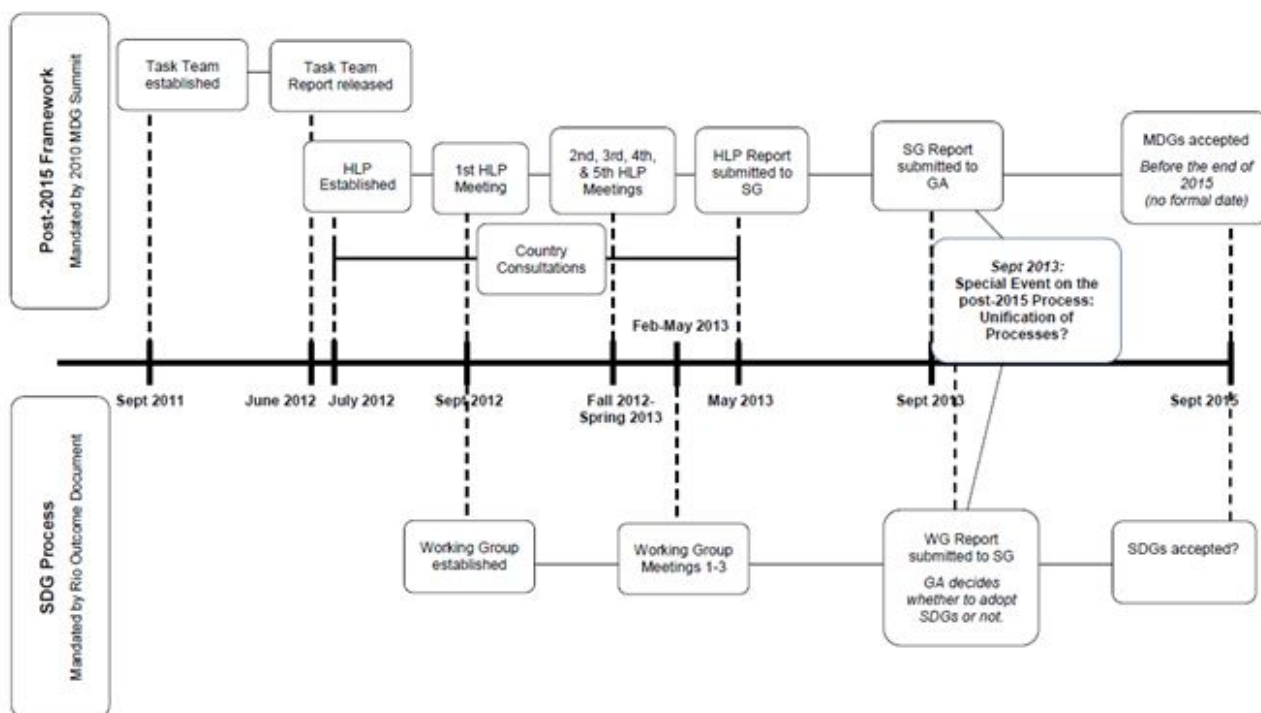 Post-2015 Framework
Mandated by 2010 MDG Summit
Task Team
established
Task Team
Report released
HLP
Established
1st HLP
Meeting
2nd, 3rd, 4th,
& 5th HLP
Meetings
HLP Report
submitted to
SG
SG Report
submitted to
GA
MDGs accepted
Before the end of
2015
(no formal date)
Country
Consultations
Sept 2013:
Special Event on the
post-2015 Process:
Unification of
Processes?
Feb-May 2013
Sept 2011
June 2012
July 2012
Sept 2012
Fall 2012-
Spring 2013
May 2013
Sept 2013
Sept 2015
SDG Process
Mandated by Rio Outcome Document
Working Group
established
Working Group
Meetings 1-3
WG Report
submitted to SG
GA decides
whether to adopt
SDGs or not.
SDGs accepted?